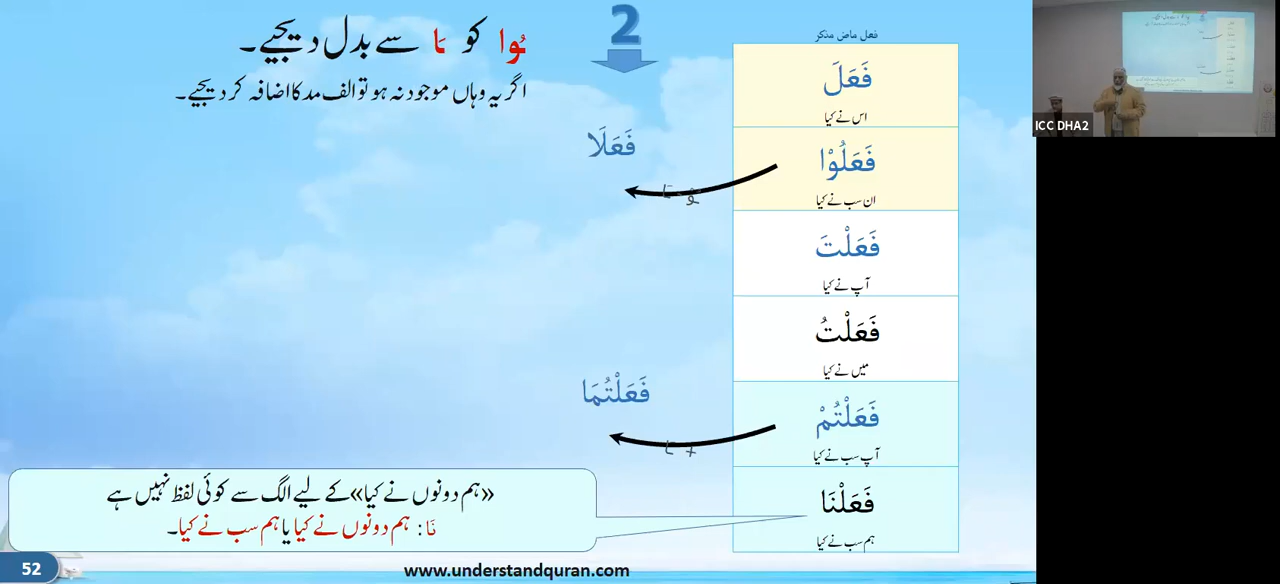 ـُوا کو ـَا سے بدل دیجیے۔
اگر یہ وہاں موجود نہ ہو تو الف مد کا اضافہ کر دیجیے۔
2
فعل ماض مذکر
فَعَلَ
اس نے کیا
فَعَلَا
فَعَلُوْا
ان سب نے کیا
فَعَلْتَ
آپ نے کیا
فَعَلْتُ
میں نے کیا
فَعَلْتُمَا
فَعَلْتُمْ
آپ سب نے کیا
فَعَلْنَا
ہم سب نے کیا
«ہم دونوں نے کیا» کے لیے الگ سے کوئی لفظ نہیں ہے
نَا: ہم دونوں نے کیا یا ہم سب نے کیا۔
52
www.understandquran.com
ICC DHA2